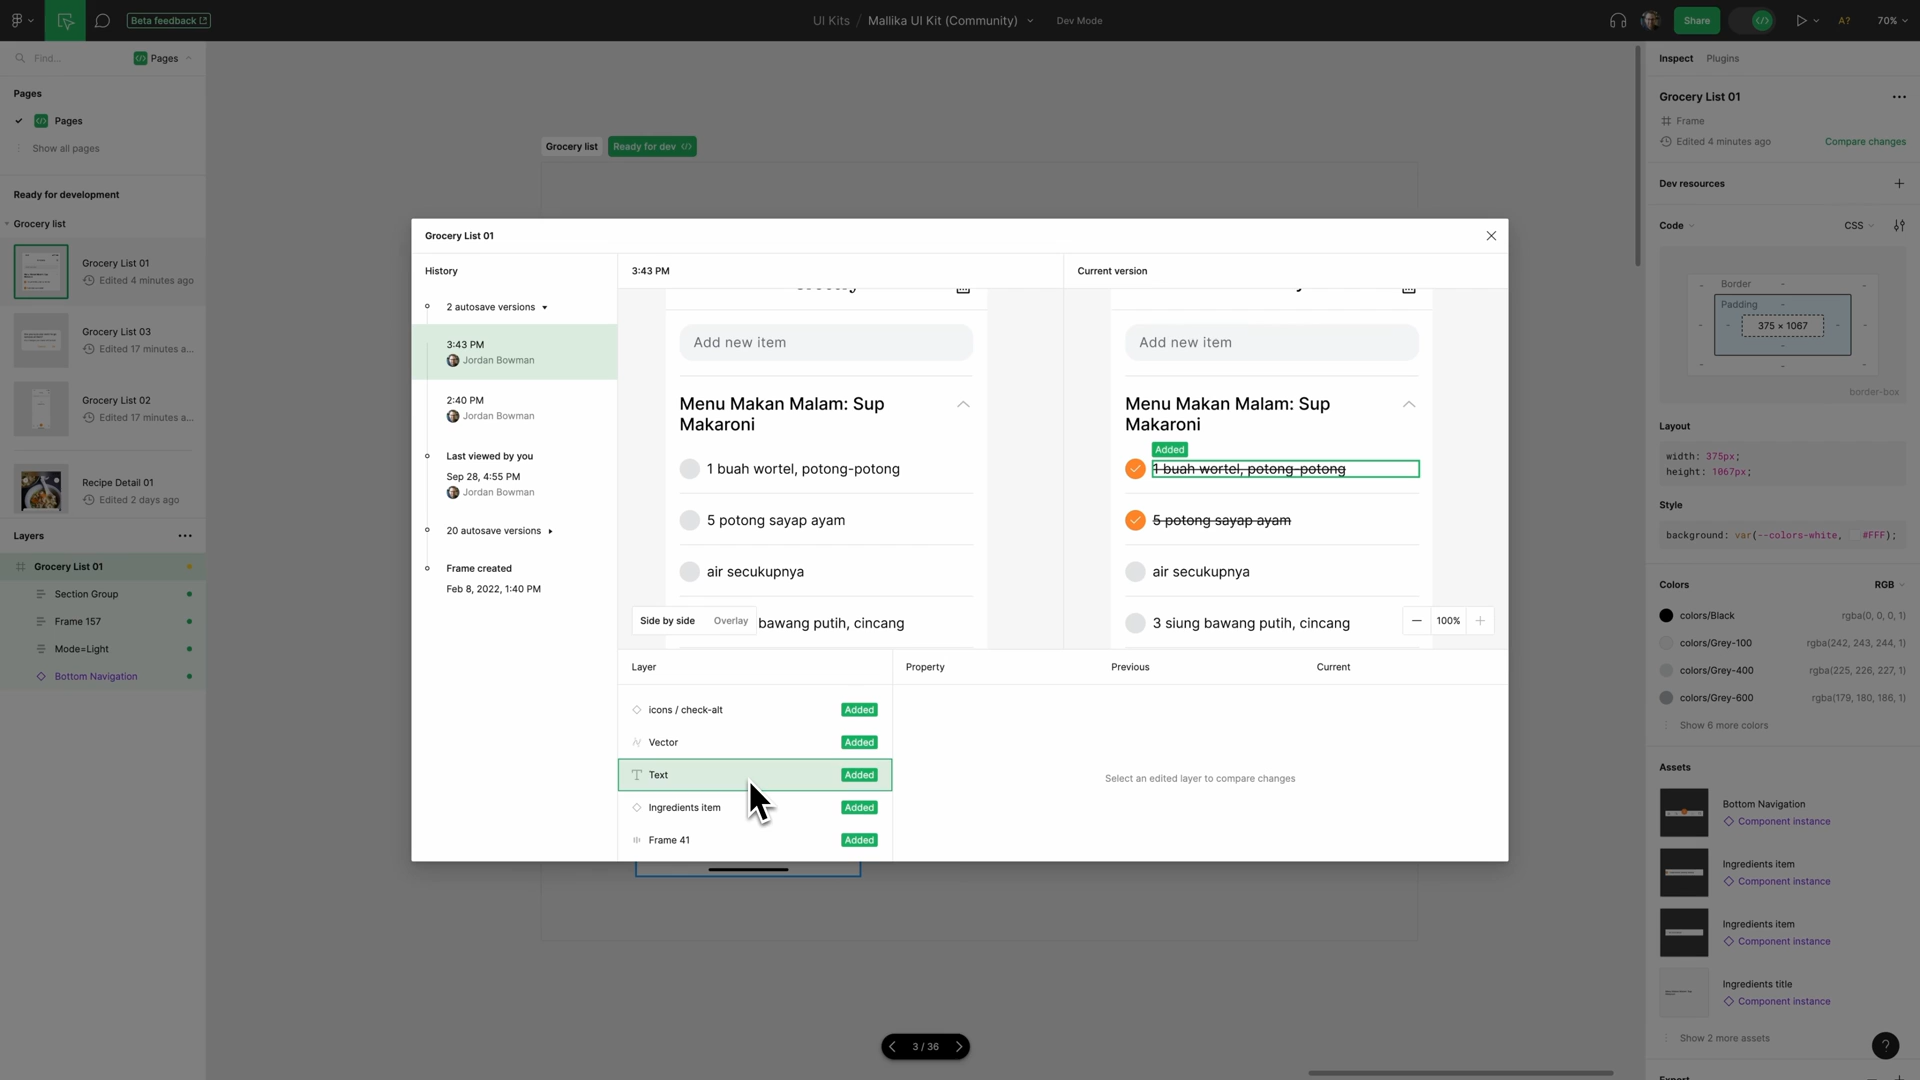 Beta feedback
UI Kits / Mallika UI Kit (Community)
Dev Mode
Share
A?
70%
Find...
Pages
Pages
Pages
Show all pages
Ready for development
Grocery list
Grocery List 01
Edited 4 minutes ago
Grocery List 03
Edited 17 minutes a...
Grocery List 02
Edited 17 minutes a...
Recipe Detail 01
Edited 2 days ago
Layers
Grocery List 01
Section Group
Frame 157
Mode=Light
Bottom Navigation
Grocery list
Ready for dev
Grocery List 01
History
2 autosave versions
3:43 PM
Jordan Bowman
2:40 PM
Jordan Bowman
Last viewed by you
Sep 28, 4:55 PM
Jordan Bowman
20 autosave versions
Frame created
Feb 8, 2022, 1:40 PM
3:43 PM
Add new item
Menu Makan Malam: Sup
Makaroni
1 buah wortel, potong-potong
5 potong sayap ayam
air secukupnya
bawang putih, cincang
Side by side
Overlay
Current version
Add new item
Menu Makan Malam: Sup
Makaroni
Added
1 buah wortel, potong-potong
5 potong sayap ayam
air secukupnya
3 siung bawang putih, cincang
100%
Layer
icons / check-alt
Added
Vector
Added
Text
Added
Ingredients item
Added
Frame 41
Added
Property
Previous
Current
Select an edited layer to compare changes
3 / 36
Inspect
Plugins
Grocery List 01
Frame
Edited 4 minutes ago
Compare changes
Dev resources
Code
CSS
Border
Padding
375 × 1067
border-box
Layout
width: 375px;
height: 1067px;
Style
background: var(--colors-white, #FFF);
Colors
RGB
colors/Black
rgba(0, 0, 0, 1)
colors/Grey-100
rgba(242, 243, 244, 1)
colors/Grey-400
rgba(225, 226, 227, 1)
colors/Grey-600
rgba(179, 180, 186, 1)
Show 6 more colors
Assets
Bottom Navigation
Component instance
Ingredients item
Component instance
Ingredients item
Component instance
Ingredients title
Component instance
Show 2 more assets
?